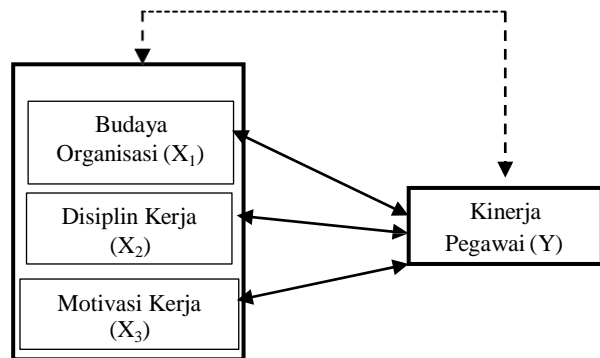 Budaya
Organisasi (X₁)
Disiplin Kerja
(X₂)
Motivasi Kerja
(X₃)
Kinerja
Pegawai (Y)